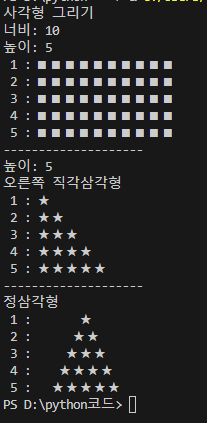 사각형 그리기
너비: 10
높이: 5
1 : ■ ■ ■ ■ ■ ■ ■ ■ ■ ■
2 : ■ ■ ■ ■ ■ ■ ■ ■ ■ ■
3 : ■ ■ ■ ■ ■ ■ ■ ■ ■ ■
4 : ■ ■ ■ ■ ■ ■ ■ ■ ■ ■
5 : ■ ■ ■ ■ ■ ■ ■ ■ ■ ■
--------------------
높이: 5
오른쪽 직각삼각형
1 : ★
2 : ★★
3 : ★★★
4 : ★★★★
5 : ★★★★★
--------------------
정삼각형
1 :     ★
2 :    ★★
3 :   ★★★
4 :  ★★★★
5 : ★★★★★
PS D:\python코드>